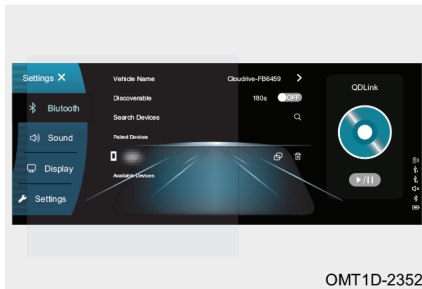 Settings ✕
Blutooth
Sound
Display
Settings
Vehicle Name
Cloudrive-FB6459 >
Discoverable
180s OFF
Search Devices
Paired Devices
Available Devices
QDLink
OMT1D-2352